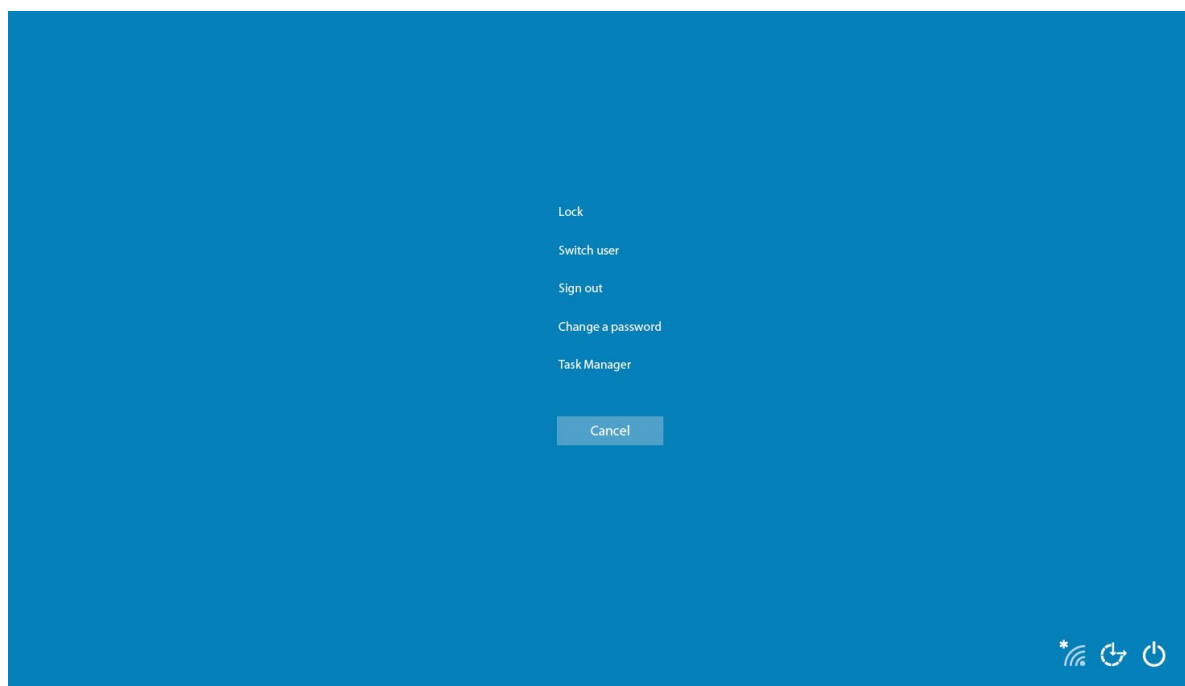 Lock
Switch user
Sign out
Change a password
Task Manager
Cancel